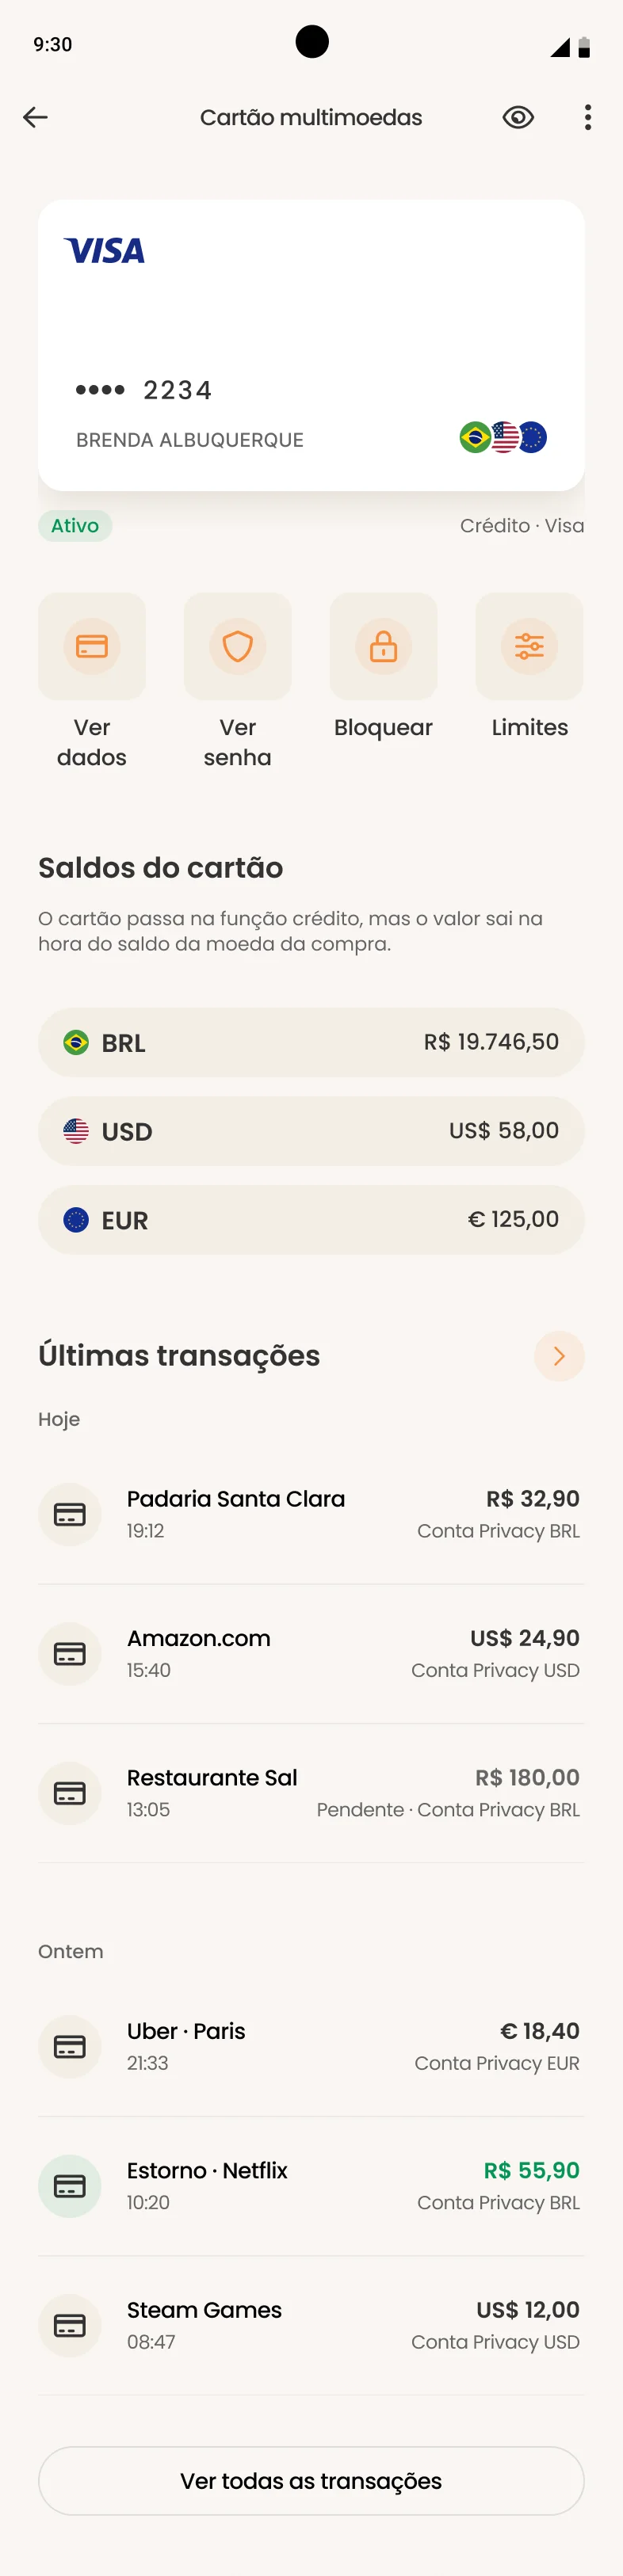 9:30
Cartão multimoedas
VISA
•••• 2234
BRENDA ALBUQUERQUE
Ativo
Crédito · Visa
Ver dados
Ver senha
Bloquear
Limites
Saldos do cartão
O cartão passa na função crédito, mas o valor sai na
hora do saldo da moeda da compra.
BRL
R$ 19.746,50
USD
US$ 58,00
EUR
€ 125,00
Últimas transações
Hoje
Padaria Santa Clara
R$ 32,90
19:12
Conta Privacy BRL
Amazon.com
US$ 24,90
15:40
Conta Privacy USD
Restaurante Sal
R$ 180,00
13:05
Pendente · Conta Privacy BRL
Ontem
Uber · Paris
€ 18,40
21:33
Conta Privacy EUR
Estorno · Netflix
R$ 55,90
10:20
Conta Privacy BRL
Steam Games
US$ 12,00
08:47
Conta Privacy USD
Ver todas as transações